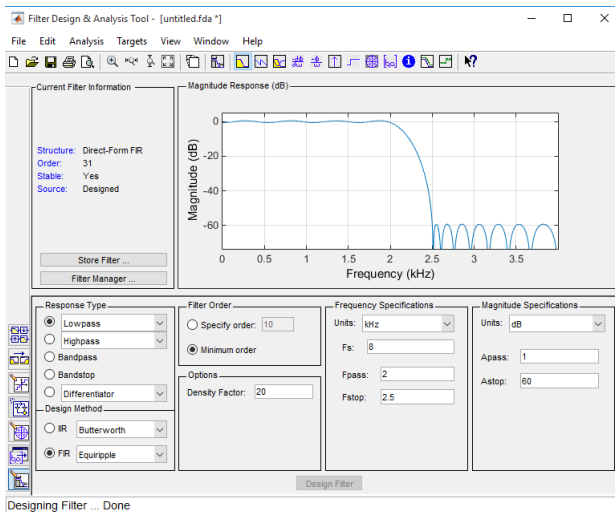 Filter Design & Analysis Tool - [untitled.fda *]
File Edit Analysis Targets View Window Help
Current Filter Information
Structure: Direct-Form FIR
Order: 31
Stable: Yes
Source: Designed
Store Filter ...
Filter Manager ...
Magnitude Response (dB)
Magnitude (dB)
0
-20
-40
-60
0 0.5 1 1.5 2 2.5 3 3.5
Frequency (kHz)
Response Type
Lowpass
Highpass
Bandpass
Bandstop
Differentiator
Design Method
IIR Butterworth
FIR Equiripple
Filter Order
Specify order: 10
Minimum order
Options
Density Factor: 20
Frequency Specifications
Units: kHz
Fs: 8
Fpass: 2
Fstop: 2.5
Magnitude Specifications
Units: dB
Apass: 1
Astop: 60
Design Filter
Designing Filter ... Done